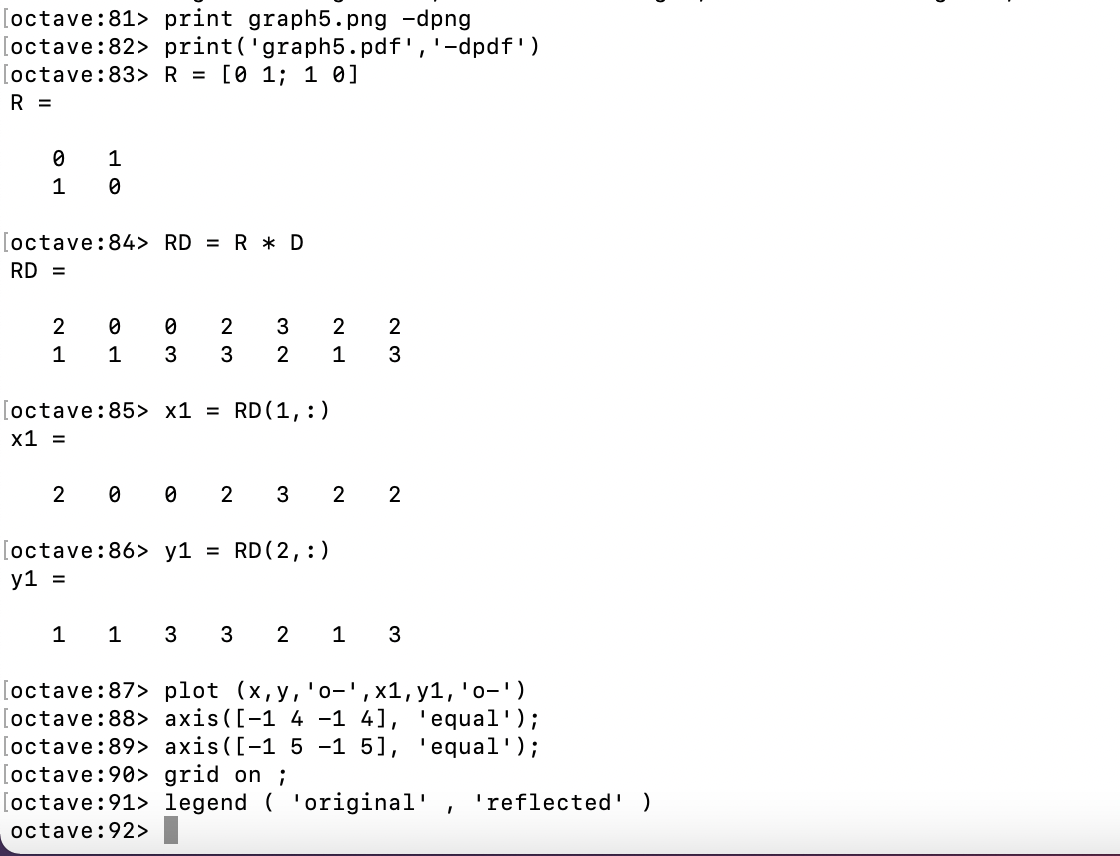 [octave:81> print graph5.png -dpng
[octave:82> print('graph5.pdf','-dpdf')
[octave:83> R = [0 1; 1 0]
R =
0   1
1   0
[octave:84> RD = R * D
RD =
2   0   0   2   3   2   2
1   1   3   3   2   1   3
[octave:85> x1 = RD(1,:)
x1 =
2   0   0   2   3   2   2
[octave:86> y1 = RD(2,:)
y1 =
1   1   3   3   2   1   3
[octave:87> plot (x,y,'o-',x1,y1,'o-')
[octave:88> axis([-1 4 -1 4], 'equal');
[octave:89> axis([-1 5 -1 5], 'equal');
[octave:90> grid on ;
[octave:91> legend ( 'original' , 'reflected' )
octave:92>